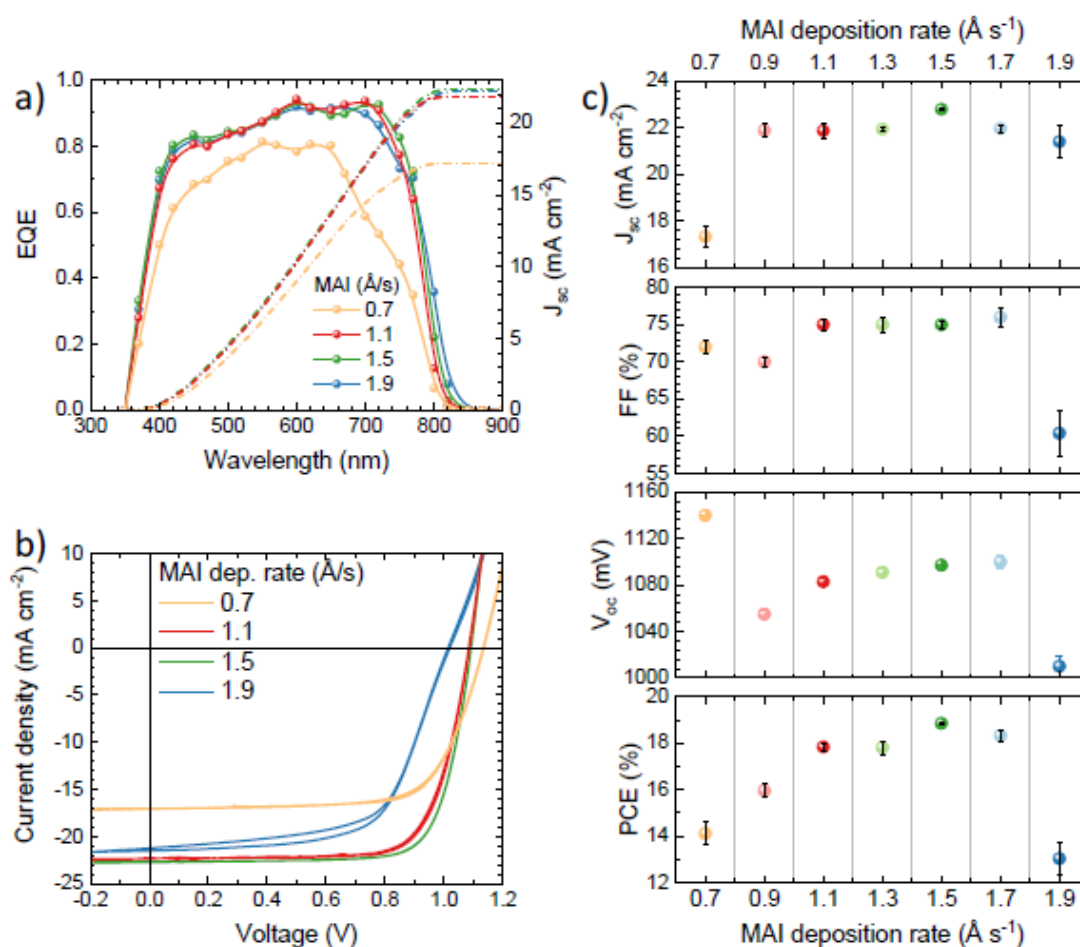 a)
1.0
0.8
0.6
0.4
0.2
0.0
EQE
300 400 500 600 700 800 900
Wavelength (nm)
20
15
10
5
0
Jsc (mA cm-2)
MAI (Å/s)
0.7
1.1
1.5
1.9
b)
10
5
0
-5
-10
-15
-20
-25
Current density (mA cm-2)
MAI dep. rate (Å/s)
0.7
1.1
1.5
1.9
-0.2 0.0 0.2 0.4 0.6 0.8 1.0 1.2
Voltage (V)
c)
MAI deposition rate (Å s-1)
0.7 0.9 1.1 1.3 1.5 1.7 1.9
24
22
20
18
16
Jsc (mA cm-2)
80
75
70
65
60
55
FF (%)
1160
1120
1080
1040
1000
Voc (mV)
20
18
16
14
12
PCE (%)
0.7 0.9 1.1 1.3 1.5 1.7 1.9
MAI deposition rate (Å s-1)